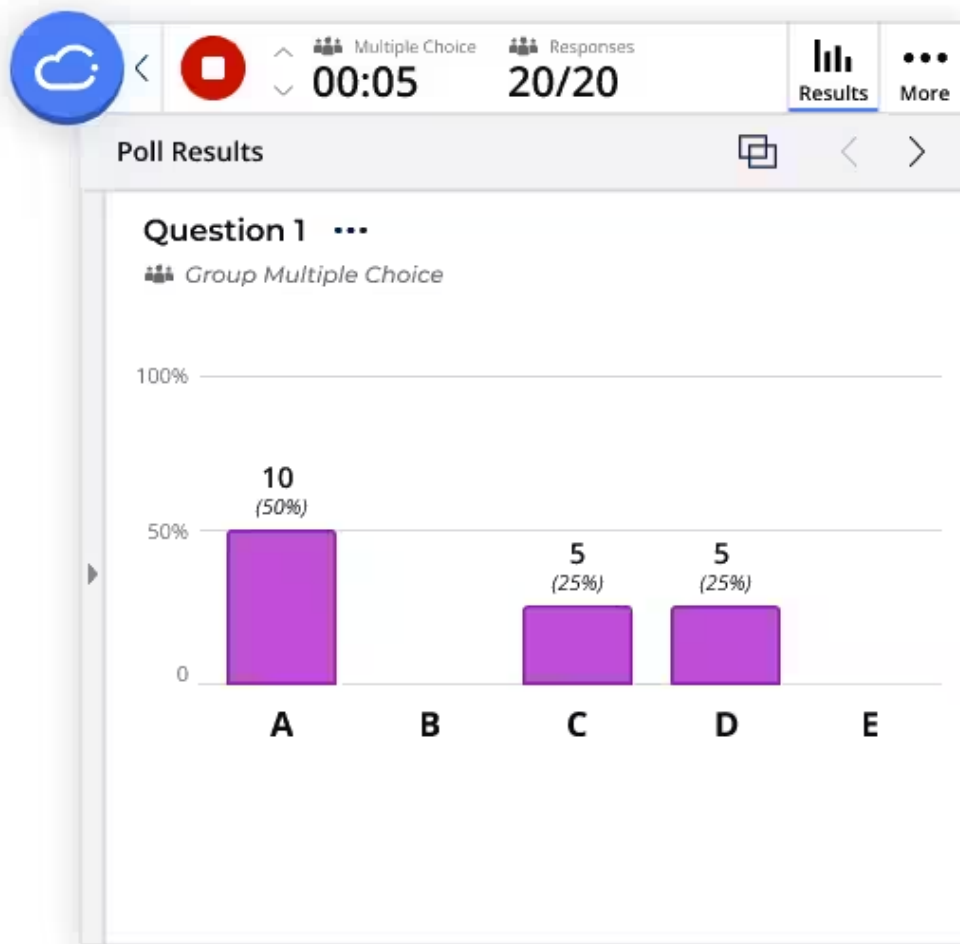 Multiple Choice Responses
00:05 20/20
Results More
Poll Results
Question 1 •••
Group Multiple Choice
100%
10
(50%)
50%
5 5
(25%) (25%)
0
A B C D E